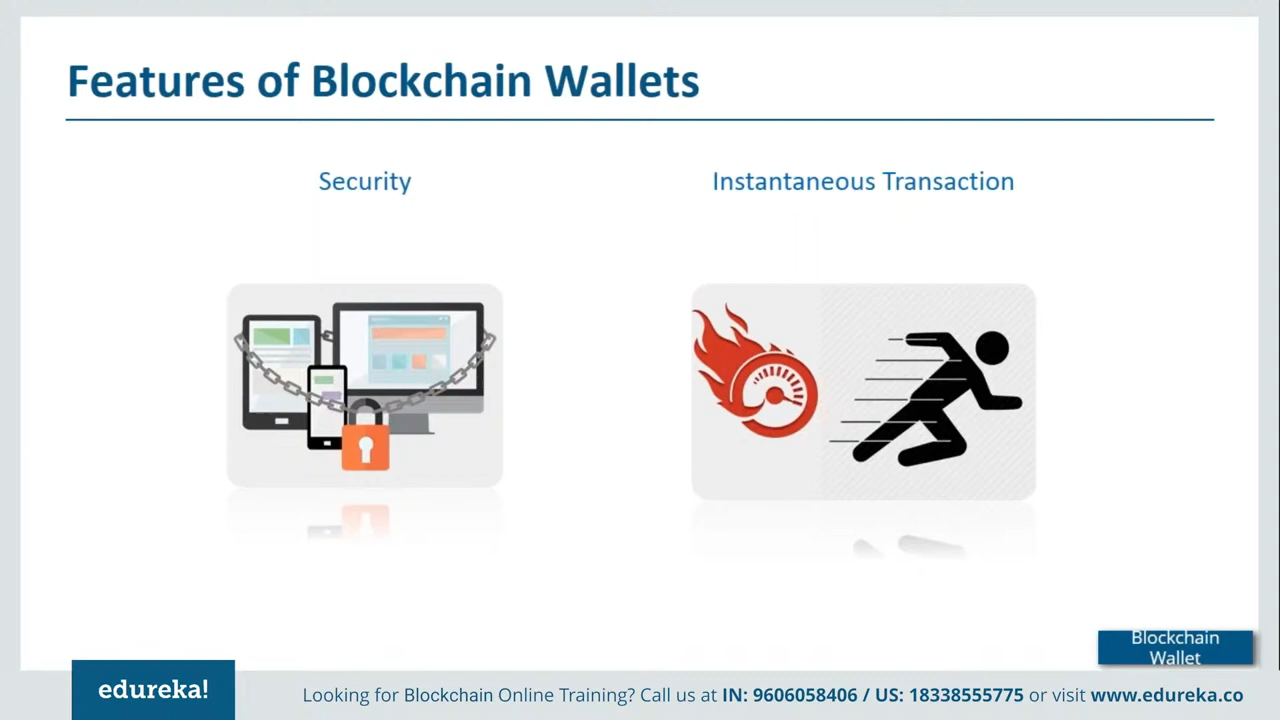 Features of Blockchain Wallets
Security
Instantaneous Transaction
Blockchain
Wallet
edureka!
Looking for Blockchain Online Training? Call us at IN: 9606058406 / US: 18338555775 or visit www.edureka.co